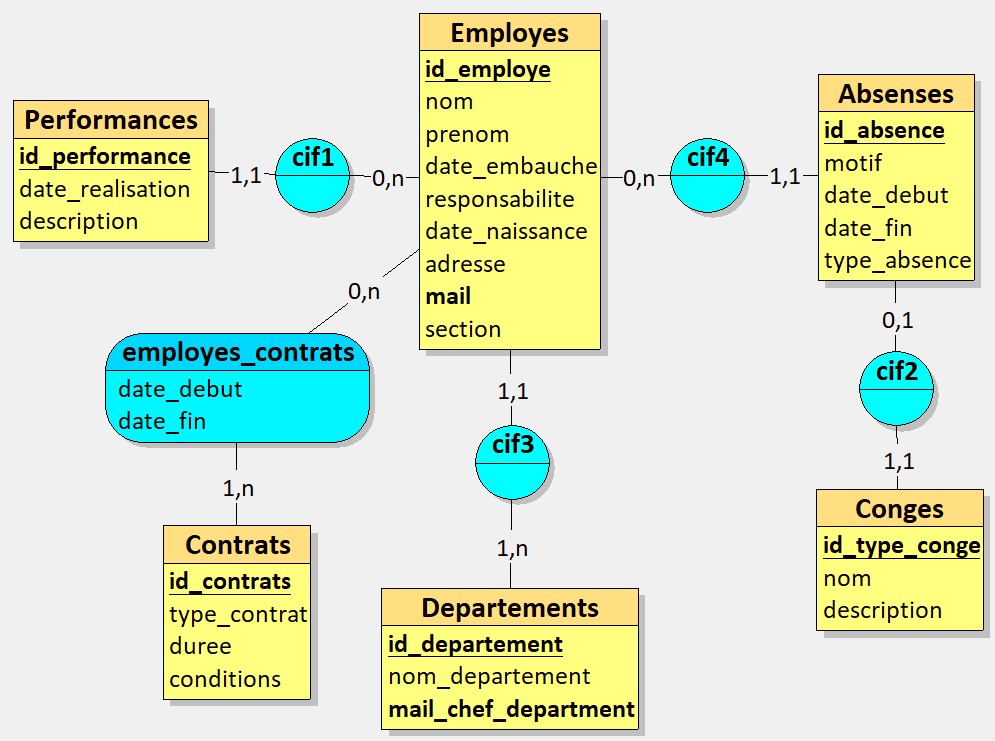 Employes
id_employe
nom
prenom
date_embauche
responsabilite
date_naissance
adresse
mail
section
Performances
id_performance
date_realisation
description
1,1
cif1
0,n
0,n
cif4
1,1
Absenses
id_absence
motif
date_debut
date_fin
type_absence
0,n
employes_contrats
date_debut
date_fin
1,n
Contrats
id_contrats
type_contrat
duree
conditions
1,1
cif3
1,n
Departements
id_departement
nom_departement
mail_chef_department
0,1
cif2
1,1
Conges
id_type_conge
nom
description